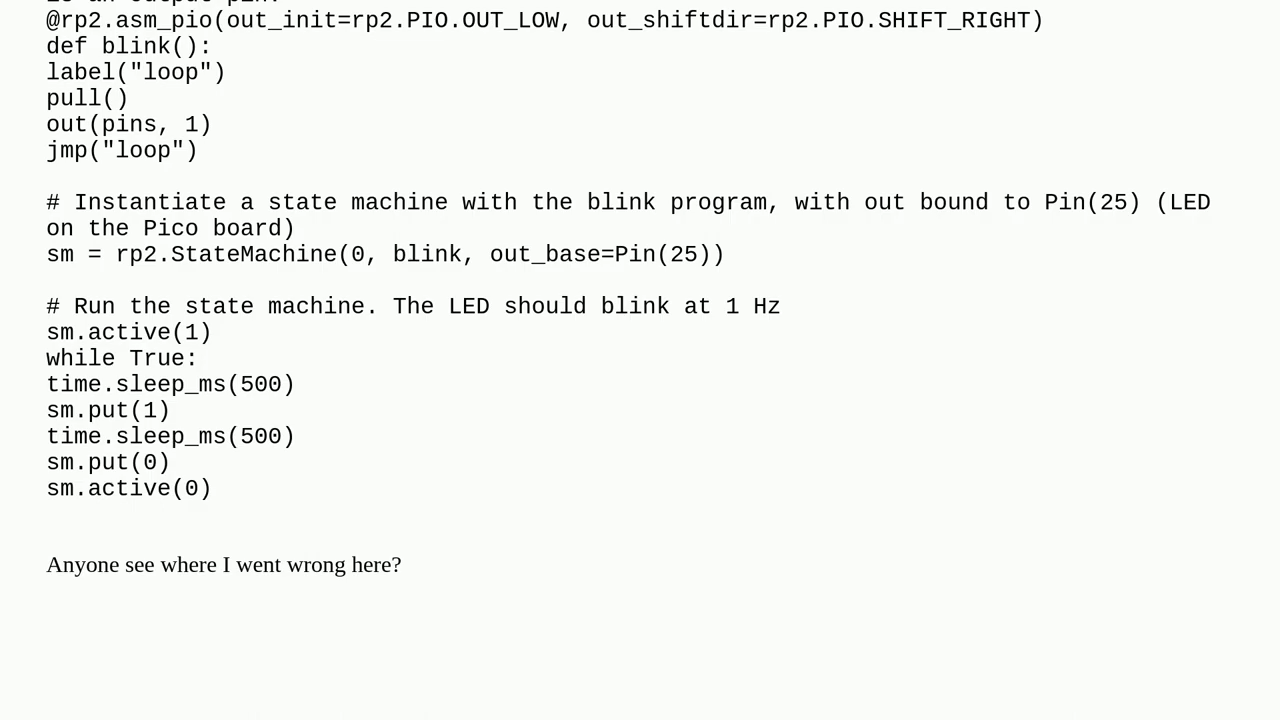 @rp2.asm_pio(out_init=rp2.PIO.OUT_LOW, out_shiftdir=rp2.PIO.SHIFT_RIGHT)
def blink():
label("loop")
pull()
out(pins, 1)
jmp("loop")
# Instantiate a state machine with the blink program, with out bound to Pin(25) (LED
on the Pico board)
sm = rp2.StateMachine(0, blink, out_base=Pin(25))
# Run the state machine. The LED should blink at 1 Hz
sm.active(1)
while True:
time.sleep_ms(500)
sm.put(1)
time.sleep_ms(500)
sm.put(0)
sm.active(0)
Anyone see where I went wrong here?